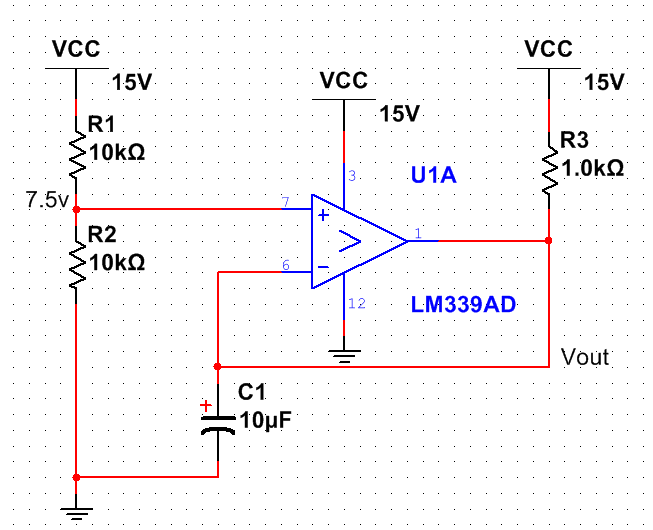 VCC
15V
R1
10kΩ
7.5v
R2
10kΩ
VCC
15V
3
7
+
6
−
1
12
U1A
LM339AD
VCC
15V
R3
1.0kΩ
Vout
+
C1
10µF